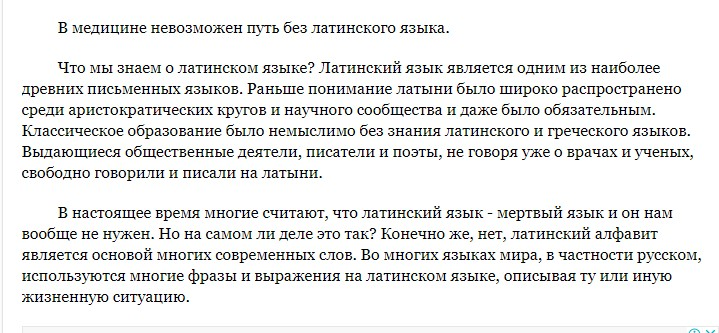 В медицине невозможен путь без латинского языка.
Что мы знаем о латинском языке? Латинский язык является одним из наиболее
древних письменных языков. Раньше понимание латыни было широко распространено
среди аристократических кругов и научного сообщества и даже было обязательным.
Классическое образование было немыслимо без знания латинского и греческого языков.
Выдающиеся общественные деятели, писатели и поэты, не говоря уже о врачах и ученых,
свободно говорили и писали на латыни.
В настоящее время многие считают, что латинский язык - мертвый язык и он нам
вообще не нужен. Но на самом ли деле это так? Конечно же, нет, латинский алфавит
является основой многих современных слов. Во многих языках мира, в частности русском,
используются многие фразы и выражения на латинском языке, описывая ту или иную
жизненную ситуацию.